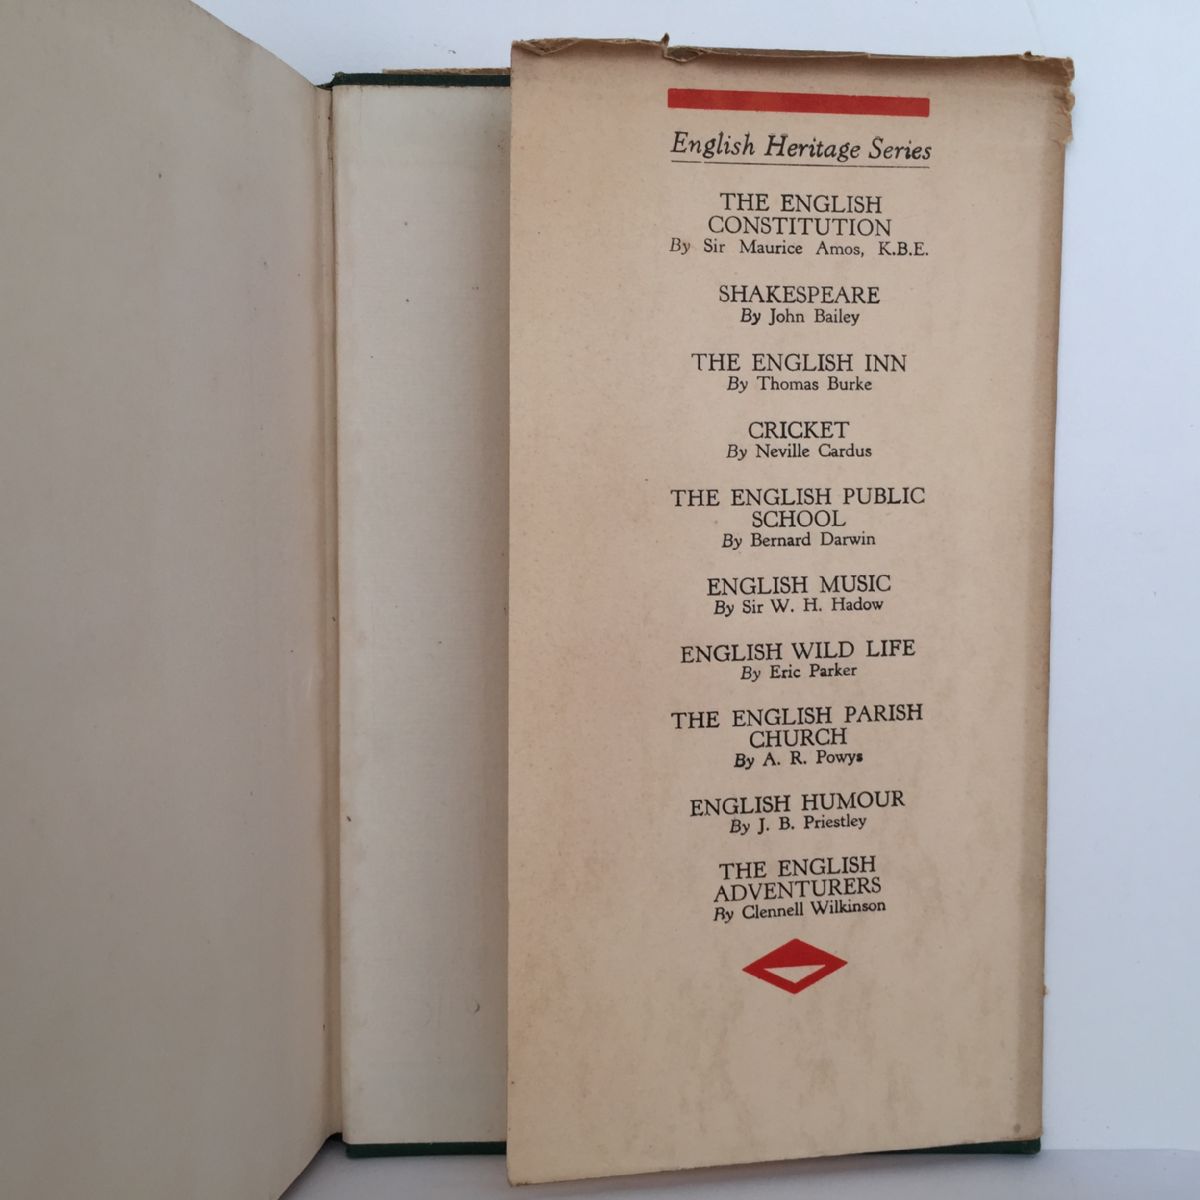 English Heritage Series
THE ENGLISH
CONSTITUTION
By Sir Maurice Amos, K.B.E.
SHAKESPEARE
By John Bailey
THE ENGLISH INN
By Thomas Burke
CRICKET
By Neville Cardus
THE ENGLISH PUBLIC
SCHOOL
By Bernard Darwin
ENGLISH MUSIC
By Sir W. H. Hadow
ENGLISH WILD LIFE
By Eric Parker
THE ENGLISH PARISH
CHURCH
By A. R. Powys
ENGLISH HUMOUR
By J. B. Priestley
THE ENGLISH
ADVENTURERS
By Clennell Wilkinson